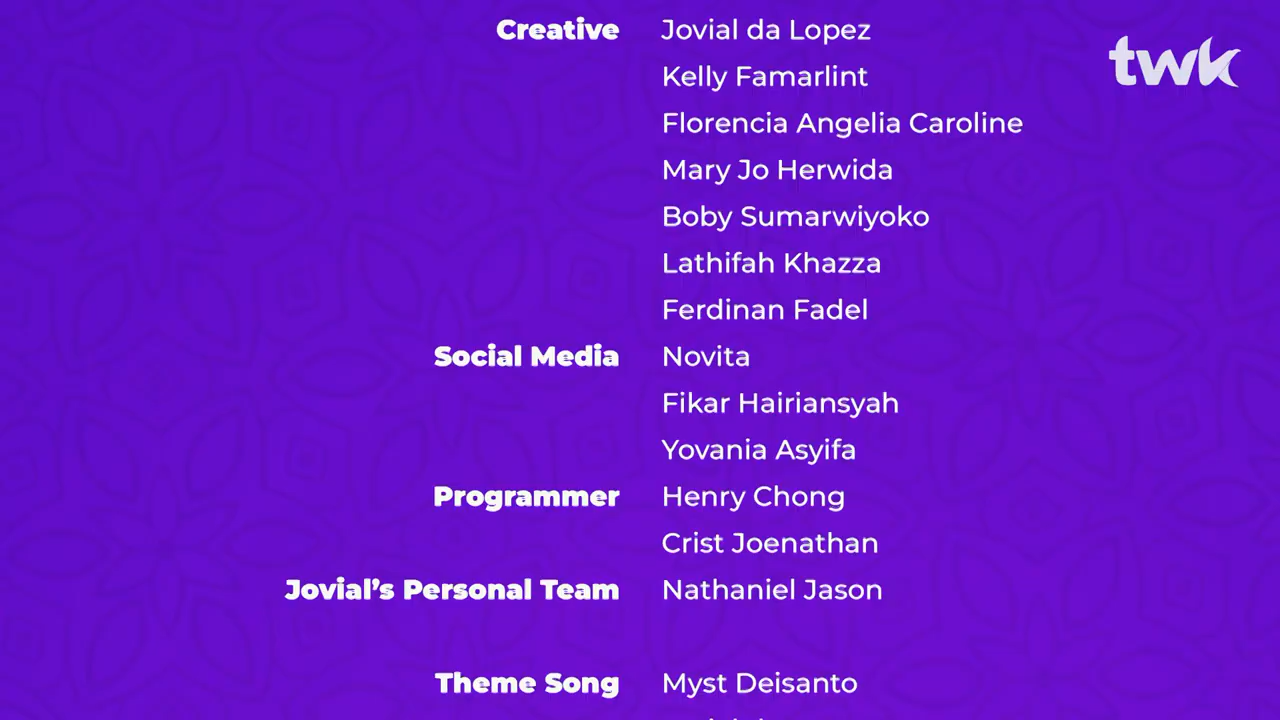 Creative Jovial da Lopez
twk
Kelly Famarlint
Florencia Angelia Caroline
Mary Jo Herwida
Boby Sumarwiyoko
Lathifah Khazza
Ferdinan Fadel
Social Media Novita
Fikar Hairiansyah
Yovania Asyifa
Programmer Henry Chong
Crist Joenathan
Jovial’s Personal Team Nathaniel Jason
Theme Song Myst Deisanto